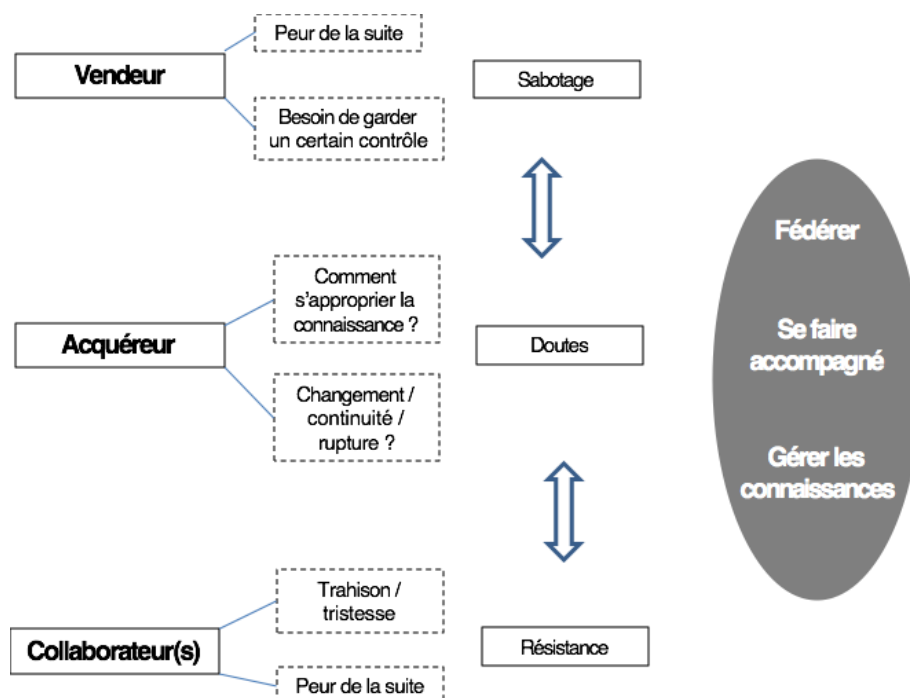 Peur de la suite
Vendeur
Besoin de garder
un certain contrôle
Sabotage
Comment
s'approprier la
connaissance ?
Acquéreur
Changement /
continuité /
rupture ?
Doutes
Trahison /
tristesse
Collaborateur(s)
Peur de la suite
Résistance
Fédérer
Se faire
accompagné
Gérer les
connaissances